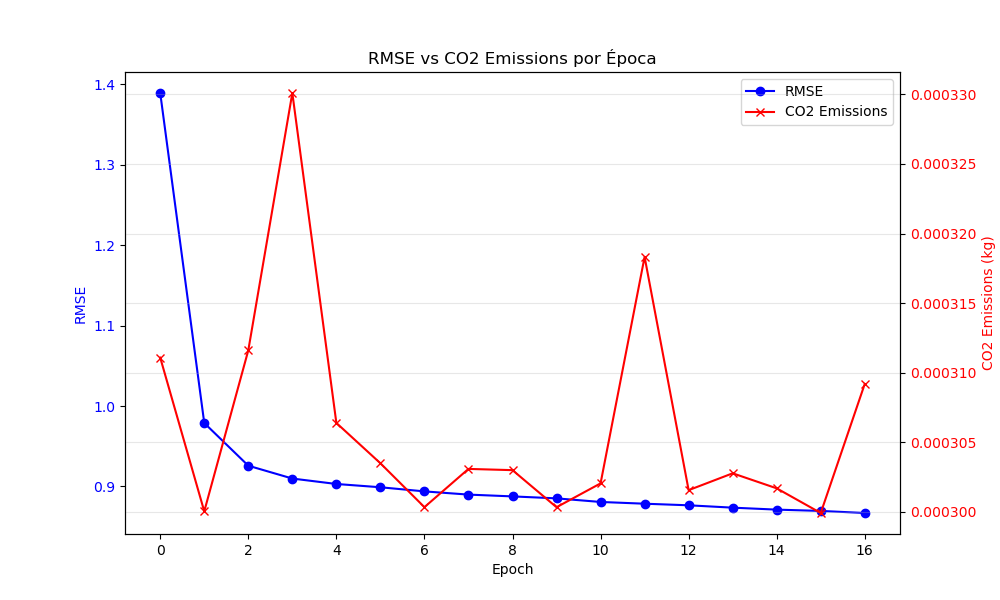 RMSE vs CO2 Emissions por Época
RMSE
CO2 Emissions
1.4
1.3
1.2
1.1
1.0
0.9
RMSE
0.000330
0.000325
0.000320
0.000315
0.000310
0.000305
0.000300
CO2 Emissions (kg)
0 2 4 6 8 10 12 14 16
Epoch